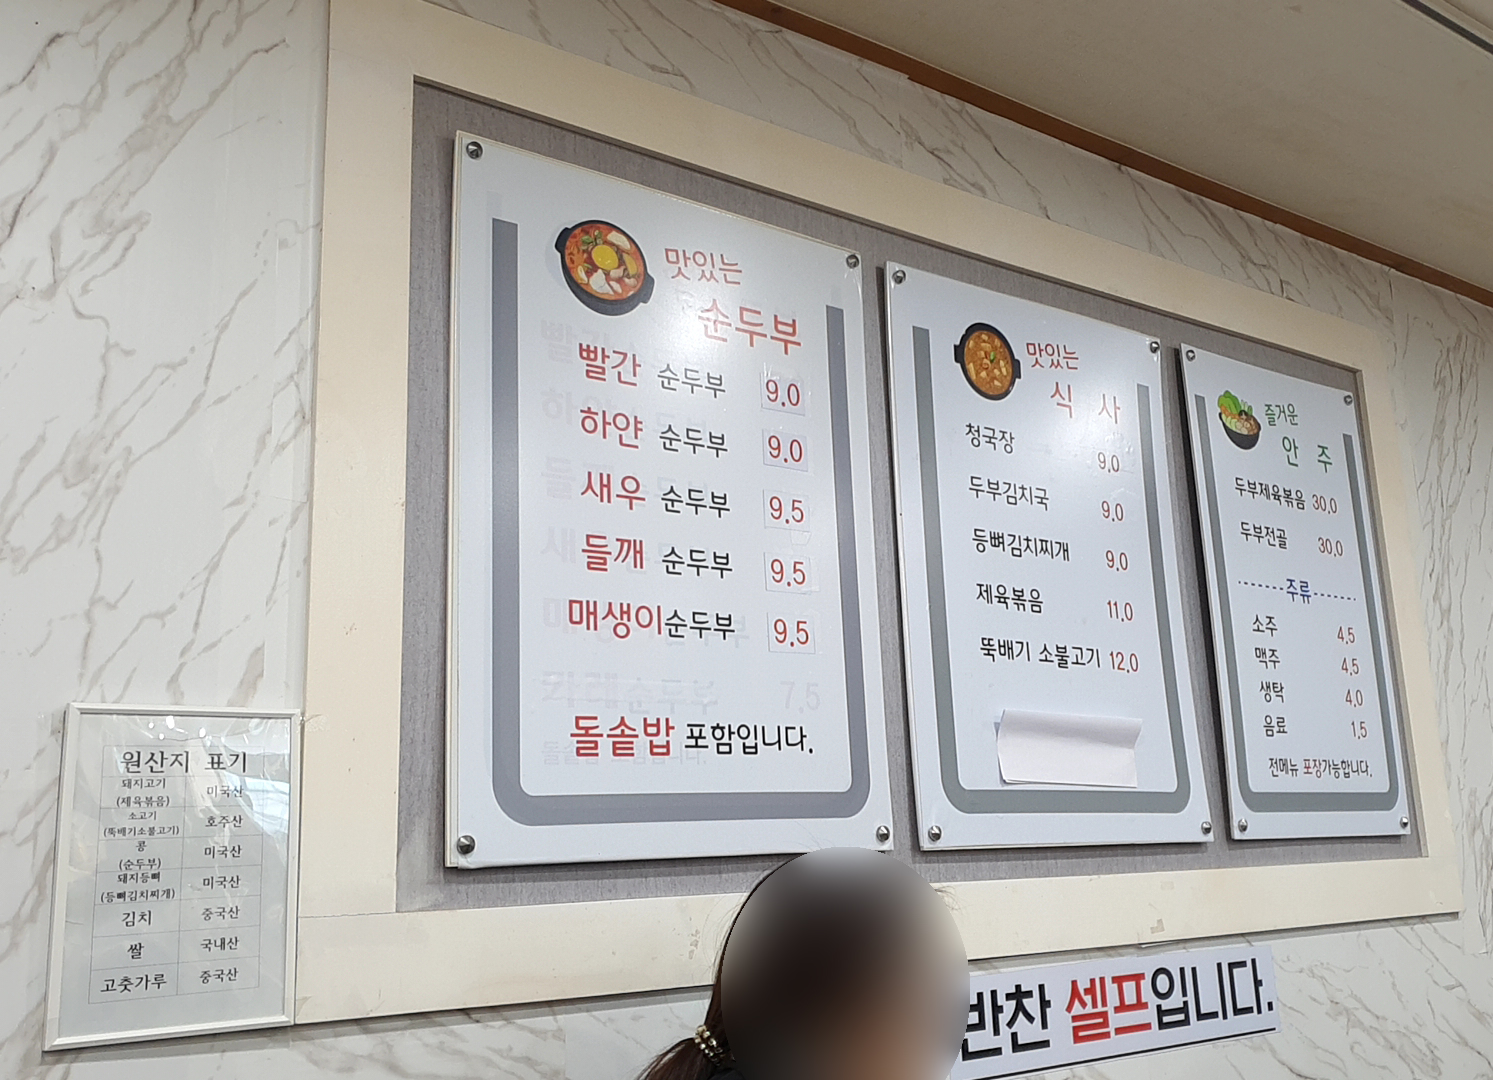 맛있는
순두부
빨간 순두부 9.0
하얀 순두부 9.0
새우 순두부 9.5
들깨 순두부 9.5
매생이순두부 9.5
카레순두부 7.5
돌솥밥 포함입니다.
맛있는
식 사
청국장 9.0
두부김치국 9.0
등뼈김치찌개 9.0
제육볶음 11.0
뚝배기 소불고기 12.0
즐거운
안 주
두부제육볶음 30.0
두부전골 30.0
주류
소주 4.5
맥주 4.5
생탁 4.0
음료 1.5
전메뉴 포장가능합니다.
원산지 표기
돼지고기
(제육볶음) 미국산
소고기
(뚝배기소불고기) 호주산
콩
(순두부) 미국산
돼지등뼈
(등뼈김치찌개) 미국산
김치 중국산
쌀 국내산
고춧가루 중국산
반찬 셀프입니다.